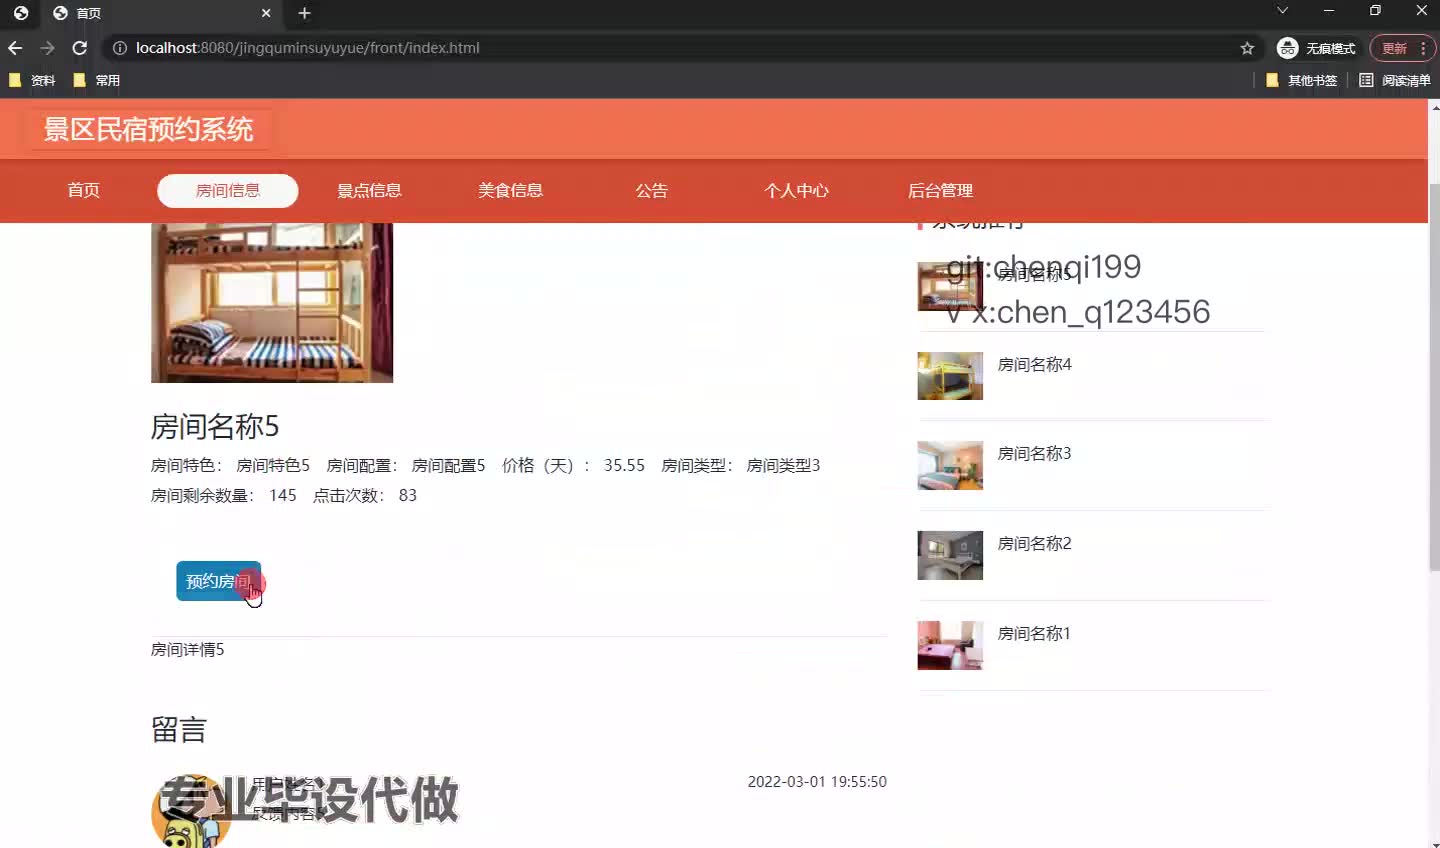 首页
localhost:8080/jingquminsuyuyue/front/index.html
无痕模式
更新
资料
常用
其他书签
阅读清单
景区民宿预约系统
首页
房间信息
景点信息
美食信息
公告
个人中心
后台管理
系统推荐
git:chenqi199
房间名称5
v x:chen_q123456
房间名称4
房间名称3
房间名称2
房间名称1
房间名称5
房间特色： 房间特色5 房间配置： 房间配置5 价格（天）： 35.55 房间类型： 房间类型3
房间剩余数量： 145 点击次数： 83
预约房间
房间详情5
留言
2022-03-01 19:55:50
专业毕设代做